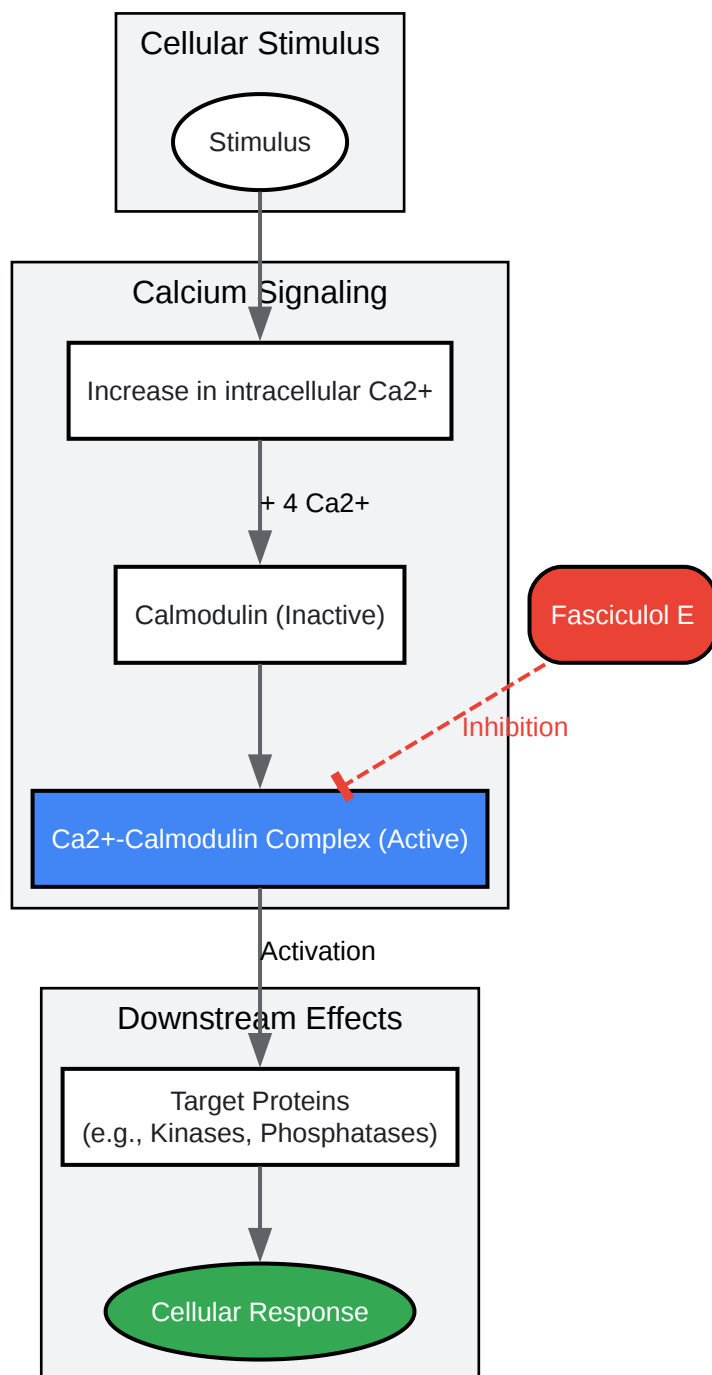 Cellular Stimulus
Stimulus
Calcium Signaling
Increase in intracellular Ca2+
+ 4 Ca2+
Calmodulin (Inactive)
Fasciculol E
Inhibition
Ca2+-Calmodulin Complex (Active)
Activation
Downstream Effects
Target Proteins
(e.g., Kinases, Phosphatases)
Cellular Response